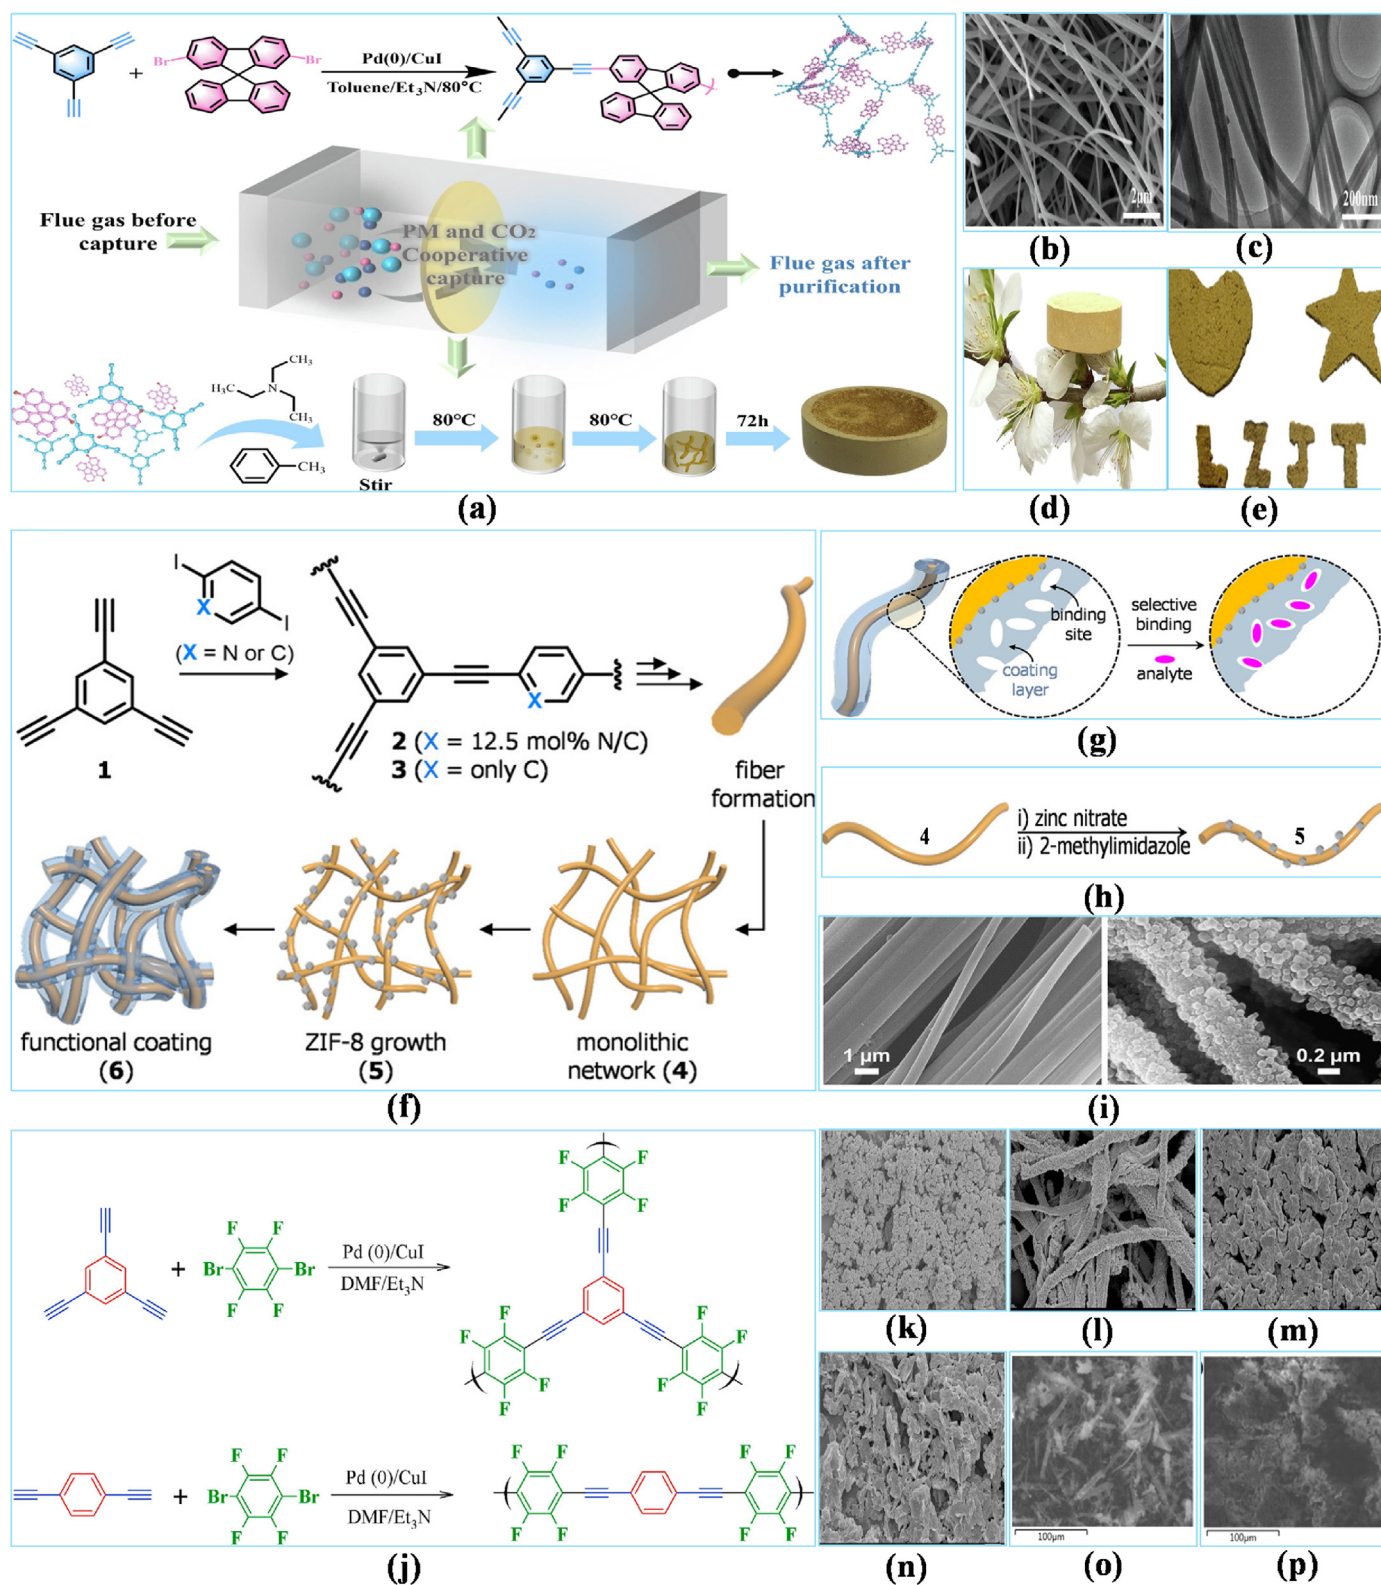 Br
Br
+
Pd(0)/CuI
Toluene/Et₃N/80°C
Flue gas before
capture
PM and CO₂
Cooperative
capture
Flue gas after
purification
CH₃
N
H₃C
CH₃
CH₃
80°C
80°C
72h
Stir
(a)
2μm
(b)
200nm
(c)
(d)
L Z J T
(e)
I
X
I
(X = N or C)
1
X
2 (X = 12.5 mol% N/C)
3 (X = only C)
fiber
formation
functional coating
(6)
ZIF-8 growth
(5)
monolithic
network (4)
(f)
binding
site
coating
layer
selective
binding
analyte
(g)
4
i) zinc nitrate
ii) 2-methylimidazole
5
(h)
1 μm
0.2 μm
(i)
+
F F
Br Br
F F
Pd (0)/CuI
DMF/Et₃N
F F
F F
F F
F F
F F
F F
+
F F
Br Br
F F
Pd (0)/CuI
DMF/Et₃N
F F
F F
F F
F F
(j)
(k)
(l)
(m)
(n)
100μm
(o)
100μm
(p)